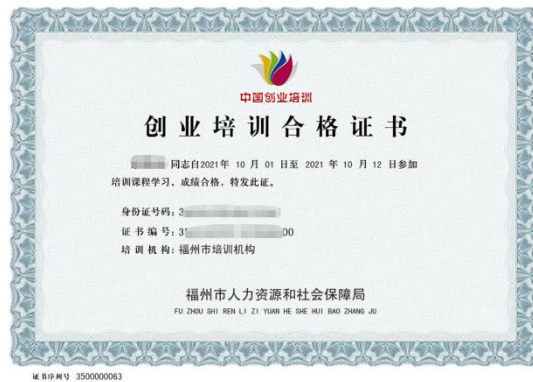 中国创业培训
创业培训合格证书
同志自2021年 10 月 01 日至 2021 年 10 月 12 日参加
培训课程学习，成绩合格，特发此证。
身份证号码：3
证书编号：3 00
培训机构：福州市培训机构
福州市人力资源和社会保障局
FU ZHOU SHI REN LI ZI YUAN HE SHE HUI BAO ZHANG JU
证书序列号 3500000063